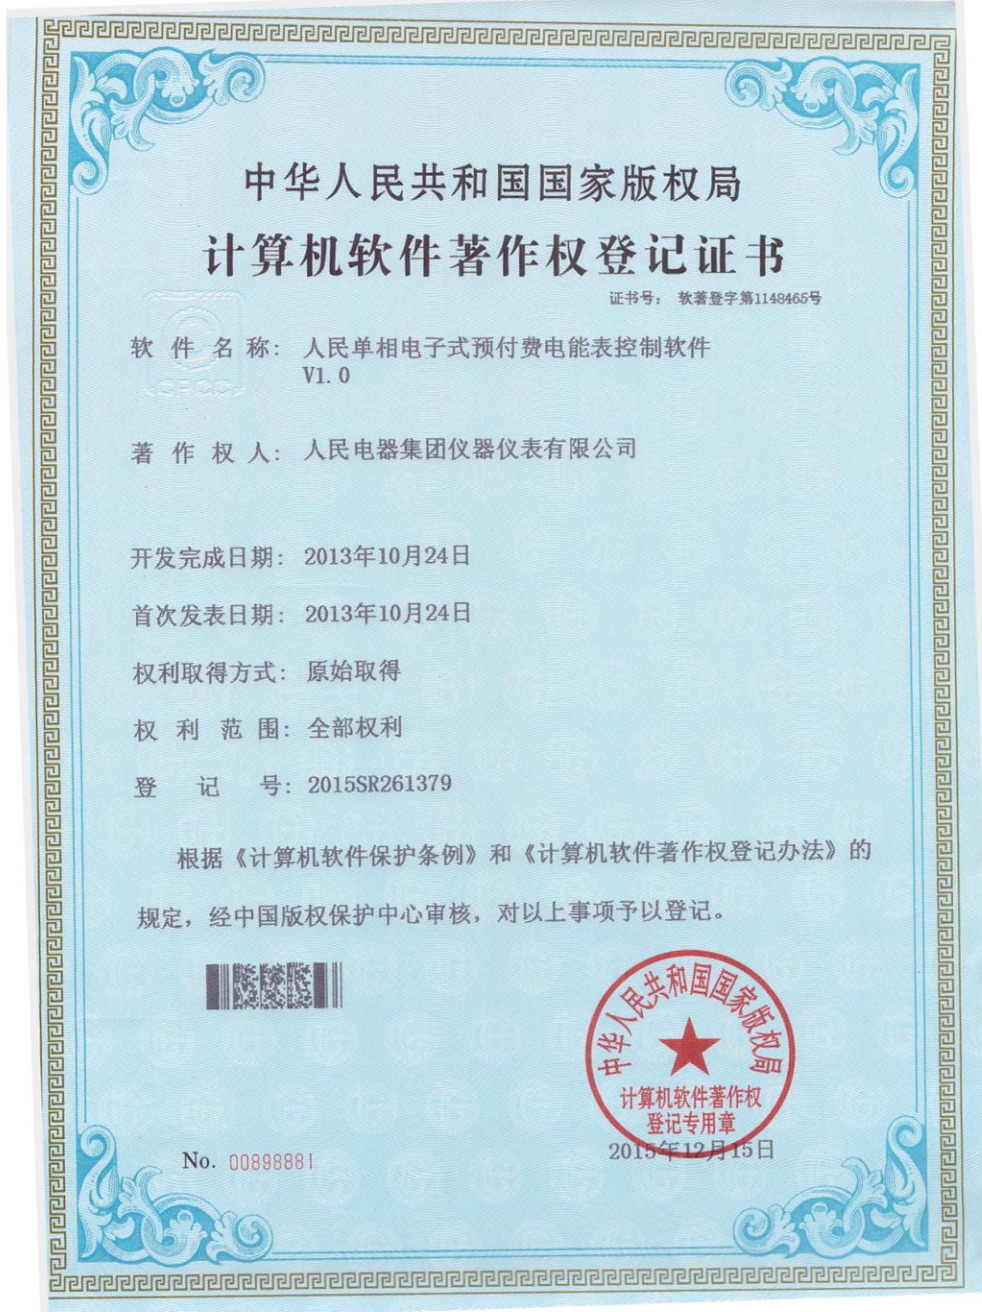 中华人民共和国国家版权局
计算机软件著作权登记证书
证书号： 软著登字第1148465号
软件名称： 人民单相电子式预付费电能表控制软件
V1.0
著作权人： 人民电器集团仪器仪表有限公司
开发完成日期： 2013年10月24日
首次发表日期： 2013年10月24日
权利取得方式： 原始取得
权利范围： 全部权利
登记号： 2015SR261379
根据《计算机软件保护条例》和《计算机软件著作权登记办法》的
规定，经中国版权保护中心审核，对以上事项予以登记。
中华人民共和国国家版权局
计算机软件著作权
登记专用章
2015年12月15日
No. 00898881
CPCC